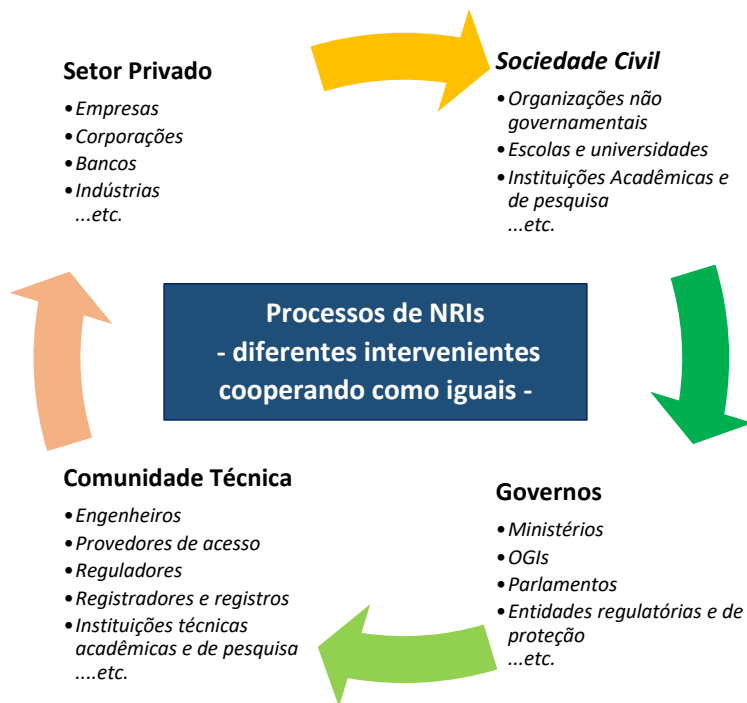 Setor Privado
•Empresas
•Corporações
•Bancos
•Indústrias
...etc.
Sociedade Civil
•Organizações não
governamentais
•Escolas e universidades
•Instituições Acadêmicas e
de pesquisa
...etc.
Processos de NRIs
- diferentes intervenientes
cooperando como iguais -
Comunidade Técnica
•Engenheiros
•Provedores de acesso
•Reguladores
•Registradores e registros
•Instituições técnicas
acadêmicas e de pesquisa
....etc.
Governos
•Ministérios
•OGIs
•Parlamentos
•Entidades regulatórias e de
proteção
...etc.